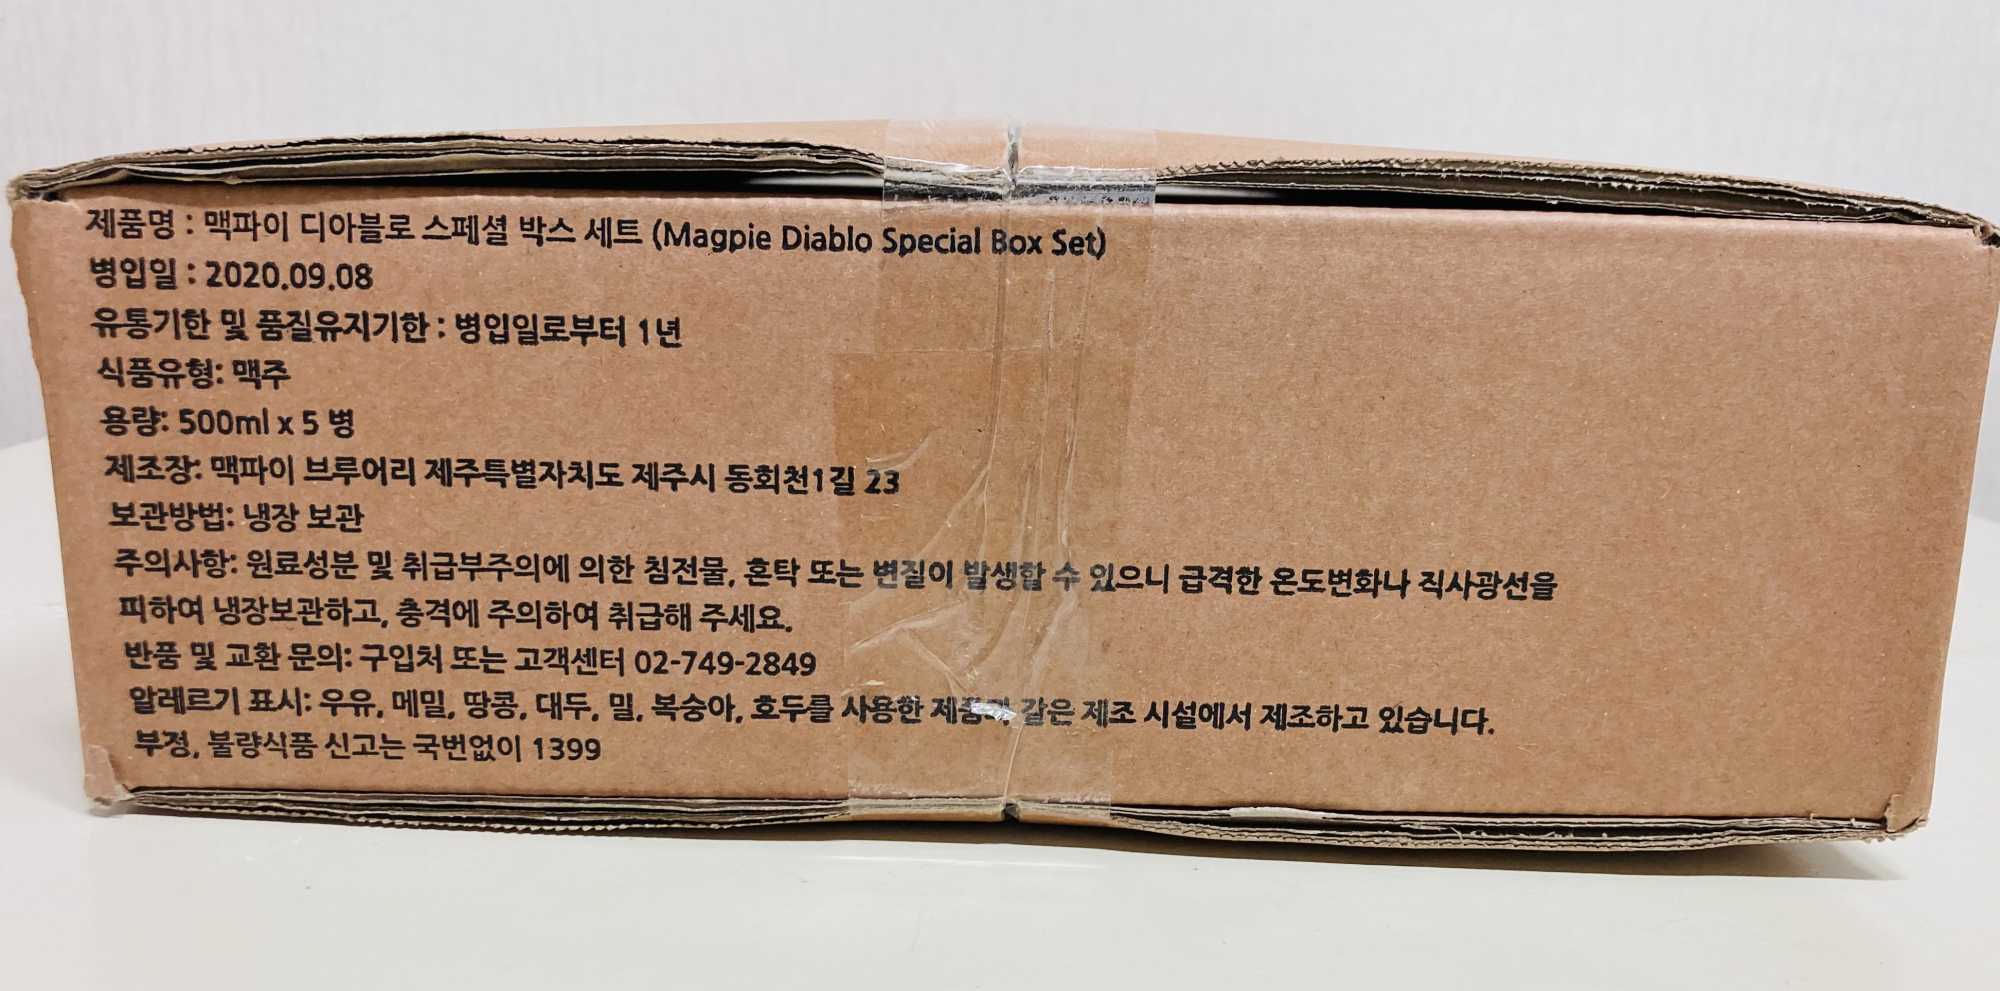 제품명 : 맥파이 디아블로 스페셜 박스 세트 (Magpie Diablo Special Box Set)
병입일 : 2020.09.08
유통기한 및 품질유지기한 : 병입일로부터 1년
식품유형: 맥주
용량: 500ml x 5 병
제조장: 맥파이 브루어리 제주특별자치도 제주시 동회천1길 23
보관방법: 냉장 보관
주의사항: 원료성분 및 취급부주의에 의한 침전물, 혼탁 또는 변질이 발생할 수 있으니 급격한 온도변화나 직사광선을
피하여 냉장보관하고, 충격에 주의하여 취급해 주세요.
반품 및 교환 문의: 구입처 또는 고객센터 02-749-2849
알레르기 표시: 우유, 메밀, 땅콩, 대두, 밀, 복숭아, 호두를 사용한 제품과 같은 제조 시설에서 제조하고 있습니다.
부정, 불량식품 신고는 국번없이 1399